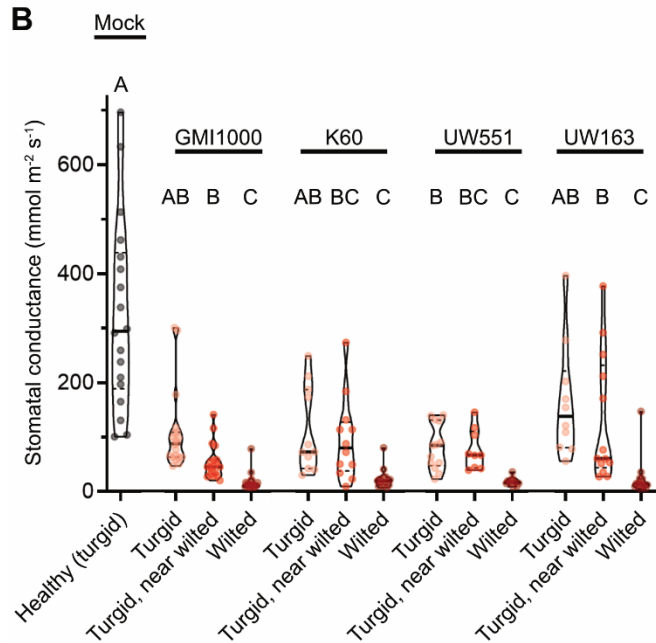 B
Mock
A
GMI1000 K60 UW551 UW163
AB B C AB BC C B BC C AB B C
Stomatal conductance (mmol m⁻² s⁻¹)
600
400
200
0
Healthy (turgid)
Turgid
Turgid, near wilted
Wilted
Turgid
Turgid, near wilted
Wilted
Turgid
Turgid, near wilted
Wilted
Turgid
Turgid, near wilted
Wilted